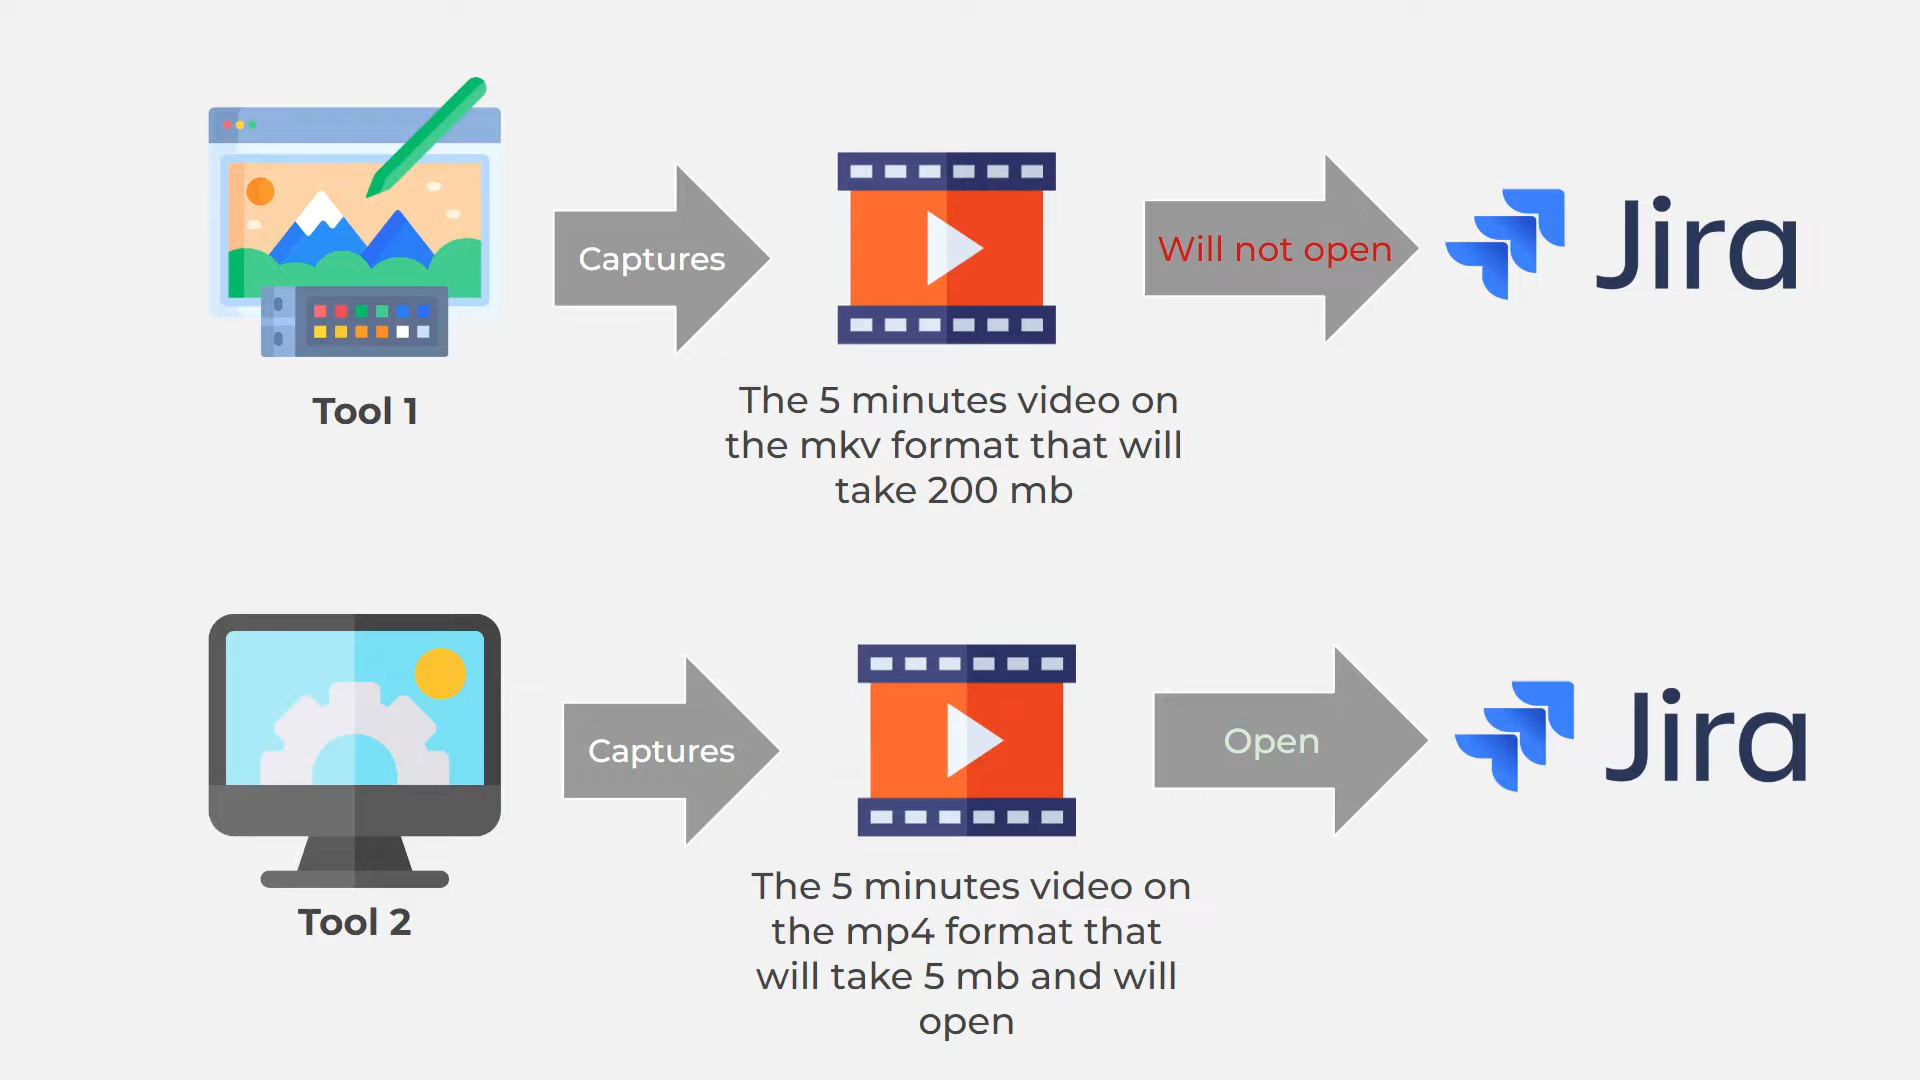 Captures
Will not open
Jira
Tool 1
The 5 minutes video on
the mkv format that will
take 200 mb
Captures
Open
Jira
Tool 2
The 5 minutes video on
the mp4 format that
will take 5 mb and will
open